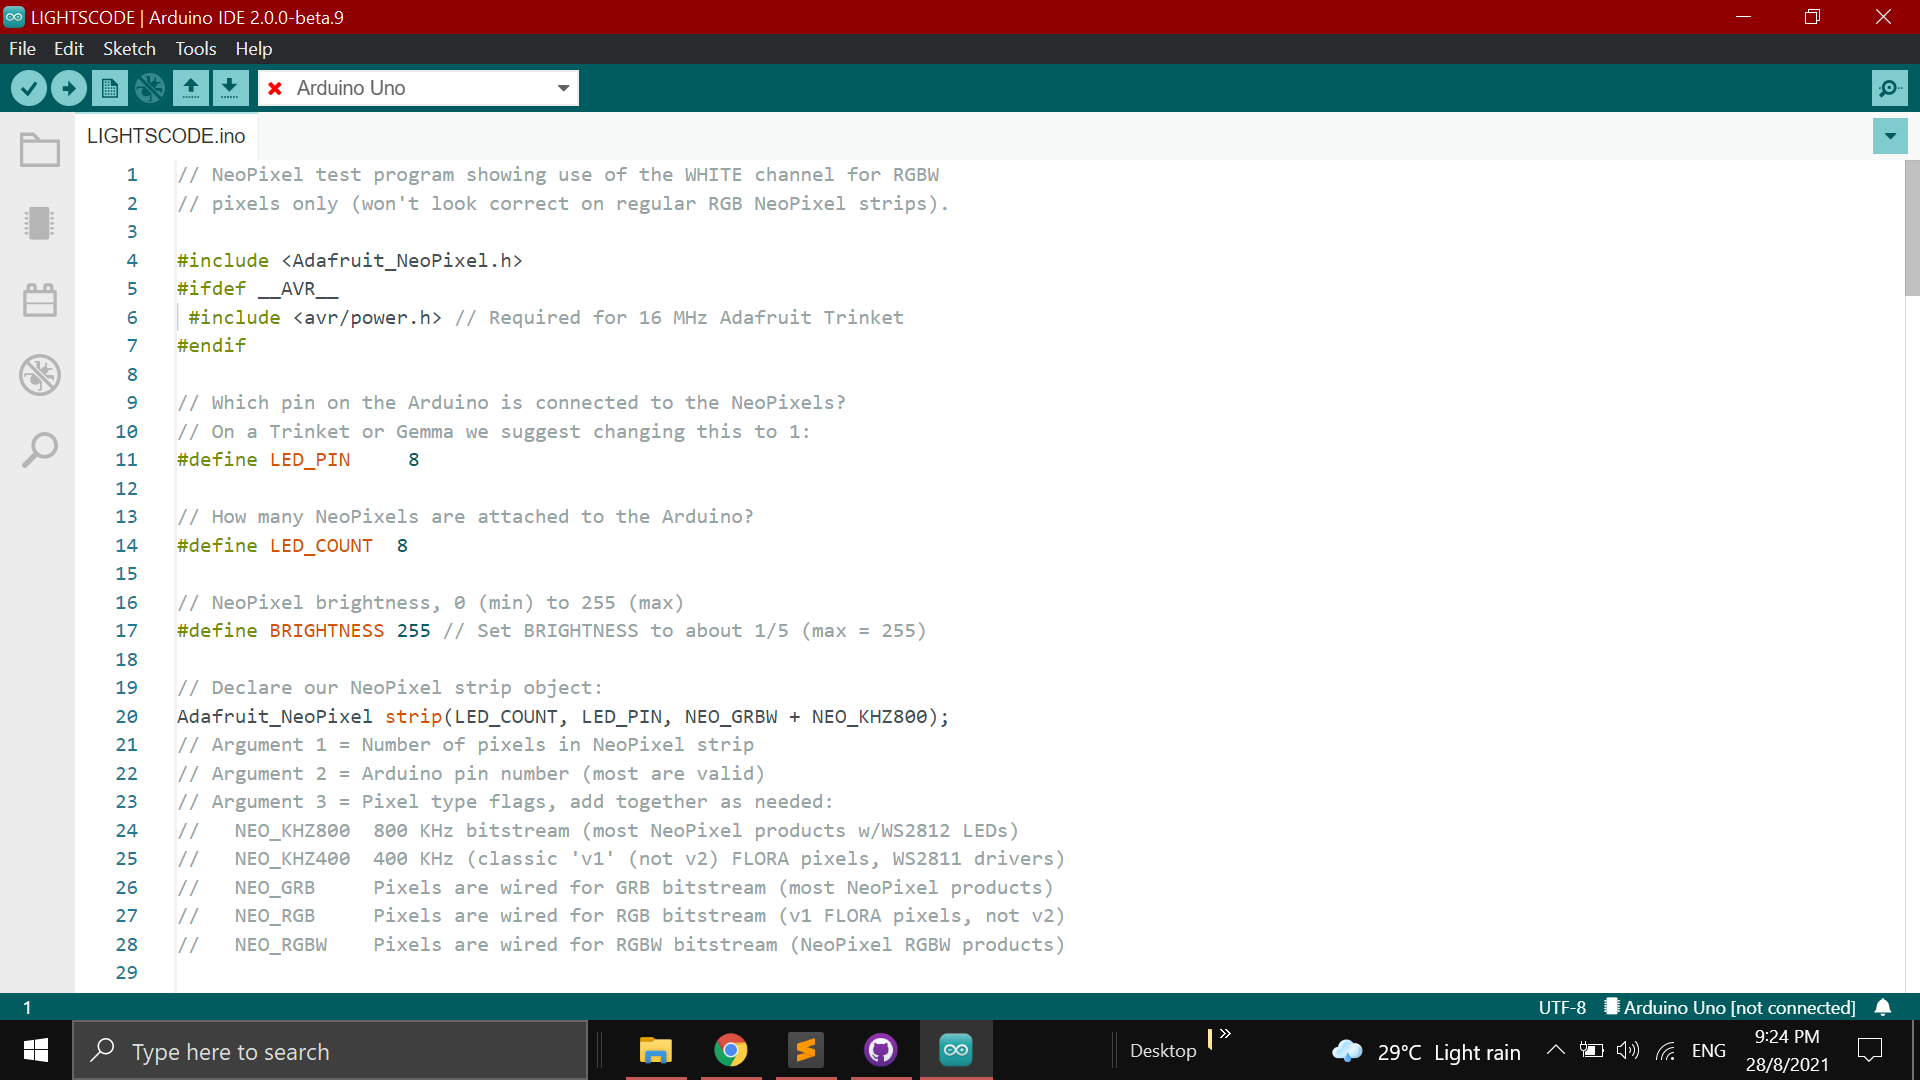 LIGHTSCODE | Arduino IDE 2.0.0-beta.9
File Edit Sketch Tools Help
Arduino Uno
LIGHTSCODE.ino
1 // NeoPixel test program showing use of the WHITE channel for RGBW
2 // pixels only (won't look correct on regular RGB NeoPixel strips).
3
4 #include <Adafruit_NeoPixel.h>
5 #ifdef __AVR__
6  #include <avr/power.h> // Required for 16 MHz Adafruit Trinket
7 #endif
8
9 // Which pin on the Arduino is connected to the NeoPixels?
10 // On a Trinket or Gemma we suggest changing this to 1:
11 #define LED_PIN     8
12
13 // How many NeoPixels are attached to the Arduino?
14 #define LED_COUNT  8
15
16 // NeoPixel brightness, 0 (min) to 255 (max)
17 #define BRIGHTNESS 255 // Set BRIGHTNESS to about 1/5 (max = 255)
18
19 // Declare our NeoPixel strip object:
20 Adafruit_NeoPixel strip(LED_COUNT, LED_PIN, NEO_GRBW + NEO_KHZ800);
21 // Argument 1 = Number of pixels in NeoPixel strip
22 // Argument 2 = Arduino pin number (most are valid)
23 // Argument 3 = Pixel type flags, add together as needed:
24 //   NEO_KHZ800  800 KHz bitstream (most NeoPixel products w/WS2812 LEDs)
25 //   NEO_KHZ400  400 KHz (classic 'v1' (not v2) FLORA pixels, WS2811 drivers)
26 //   NEO_GRB     Pixels are wired for GRB bitstream (most NeoPixel products)
27 //   NEO_RGB     Pixels are wired for RGB bitstream (v1 FLORA pixels, not v2)
28 //   NEO_RGBW    Pixels are wired for RGBW bitstream (NeoPixel RGBW products)
29
1 UTF-8 Arduino Uno [not connected]
Type here to search Desktop » 29°C Light rain ENG 9:24 PM
28/8/2021